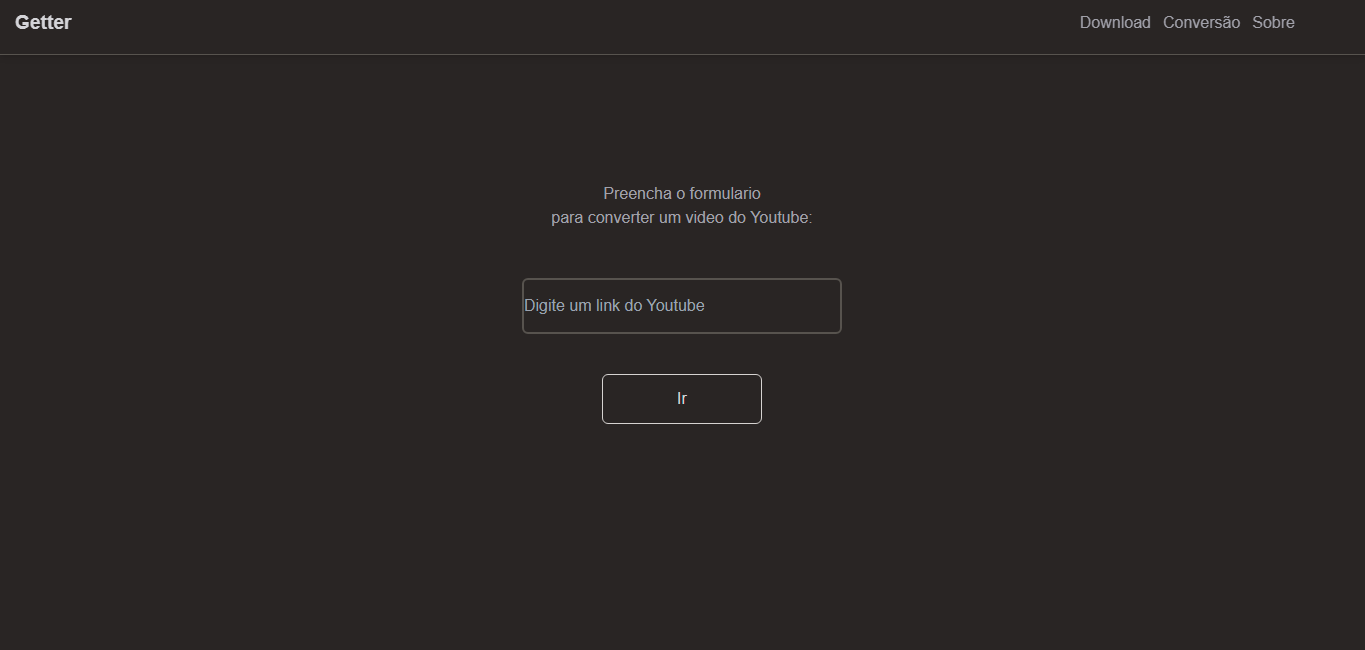 Getter
Download Conversão Sobre
Preencha o formulario
para converter um video do Youtube:
Digite um link do Youtube
Ir